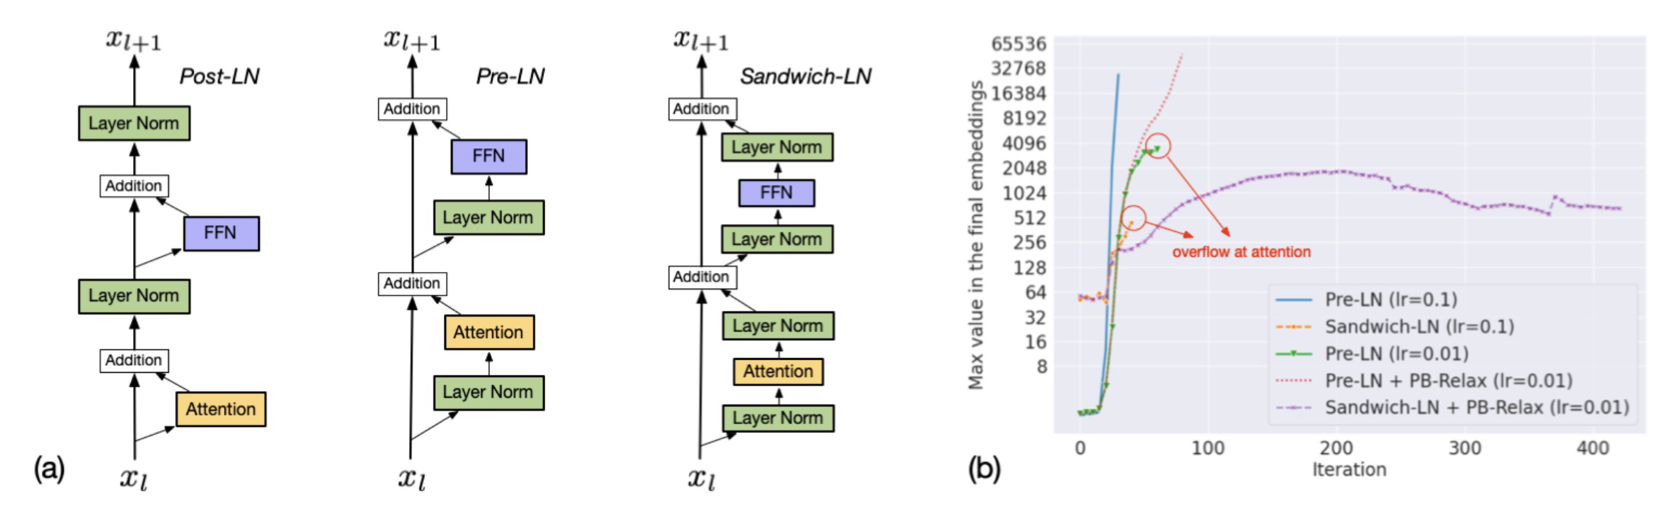 x_{l+1}
Post-LN
Layer Norm
Addition
FFN
Layer Norm
Addition
Attention
x_l
(a)
x_{l+1}
Pre-LN
Addition
FFN
Layer Norm
Addition
Attention
Layer Norm
x_l
x_{l+1}
Sandwich-LN
Addition
Layer Norm
FFN
Layer Norm
Addition
Layer Norm
Attention
Layer Norm
x_l
Max value in the final embeddings
65536
32768
16384
8192
4096
2048
1024
512
256
128
64
32
16
8
overflow at attention
Pre-LN (lr=0.1)
Sandwich-LN (lr=0.1)
Pre-LN (lr=0.01)
Pre-LN + PB-Relax (lr=0.01)
Sandwich-LN + PB-Relax (lr=0.01)
0 100 200 300 400
Iteration
(b)